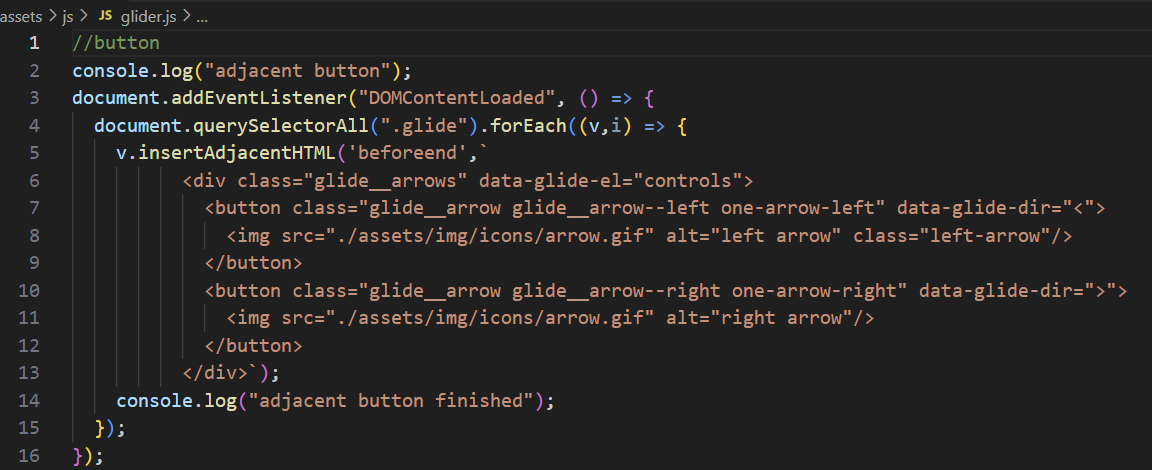 assets > js > JS glider.js > ...
1 //button
2 console.log("adjacent button");
3 document.addEventListener("DOMContentLoaded", () => {
4 document.querySelectorAll(".glide").forEach((v,i) => {
5 v.insertAdjacentHTML('beforeend',`
6 <div class="glide__arrows" data-glide-el="controls">
7 <button class="glide__arrow glide__arrow--left one-arrow-left" data-glide-dir="<">
8 <img src="./assets/img/icons/arrow.gif" alt="left arrow" class="left-arrow"/>
9 </button>
10 <button class="glide__arrow glide__arrow--right one-arrow-right" data-glide-dir=">">
11 <img src="./assets/img/icons/arrow.gif" alt="right arrow"/>
12 </button>
13 </div>`);
14 console.log("adjacent button finished");
15 });
16 });